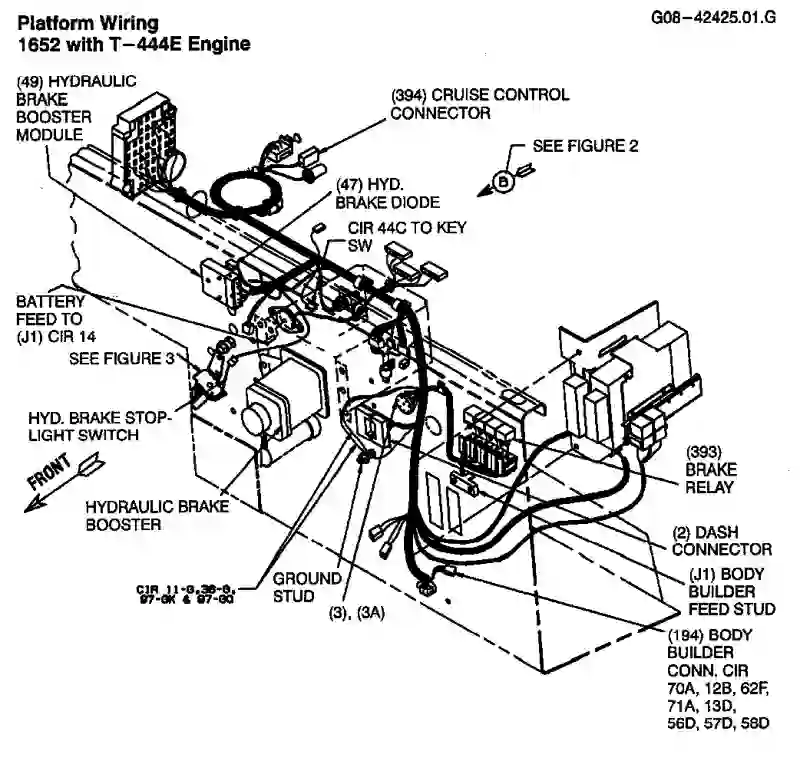 Platform Wiring
1652 with T-444E Engine
G08-42425.01.G
(49) HYDRAULIC
BRAKE
BOOSTER
MODULE
(394) CRUISE CONTROL
CONNECTOR
SEE FIGURE 2
B
(47) HYD.
BRAKE DIODE
CIR 44C TO KEY
SW
BATTERY
FEED TO
(J1) CIR 14
SEE FIGURE 3
HYD. BRAKE STOP-
LIGHT SWITCH
FRONT
HYDRAULIC BRAKE
BOOSTER
(393)
BRAKE
RELAY
(2) DASH
CONNECTOR
(J1) BODY
BUILDER
FEED STUD
CIR 11-G,
97-GK & 97-GG
GROUND
STUD
(3), (3A)
(194) BODY
BUILDER
CONN. CIR
70A, 12B, 62F,
71A, 13D,
56D, 57D, 58D